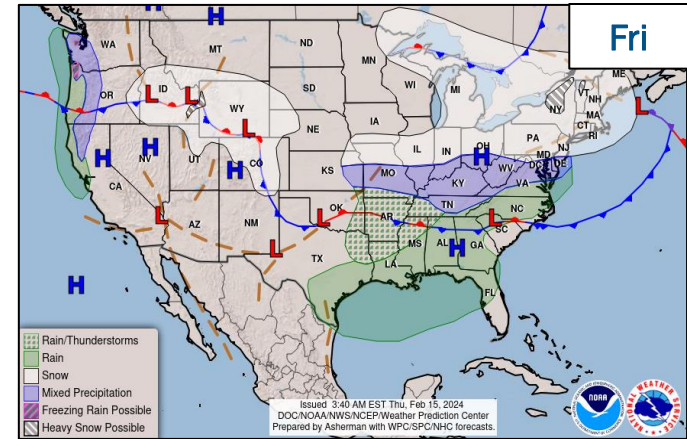 Fri
H
H
WA
MT
ND
MN
ME
OR
L
ID
L
WY
SD
WI
MI
NY
VT
NH
MA
CT
RI
L
L
IA
PA
NJ
NE
H
H
NV
UT
H
CO
IL
IN
OH
H
MD
DE
DC
WV
VA
KS
MO
KY
CA
TN
L
AZ
NM
OK
L
AR
L
NC
SC
L
TX
MS
AL
H
GA
LA
FL
H
Rain/Thunderstorms
Rain
Snow
Mixed Precipitation
Freezing Rain Possible
Heavy Snow Possible
Issued 3:40 AM EST Thu, Feb 15, 2024
DOC/NOAA/NWS/NCEP/Weather Prediction Center
Prepared by Asherman with WPC/SPC/NHC forecasts.
NOAA
NATIONAL WEATHER SERVICE